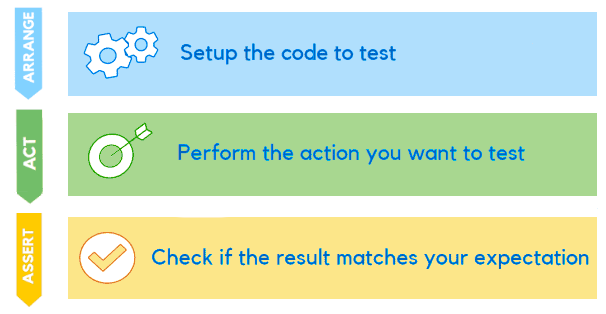 ARRANGE
Setup the code to test
ACT
Perform the action you want to test
ASSERT
Check if the result matches your expectation